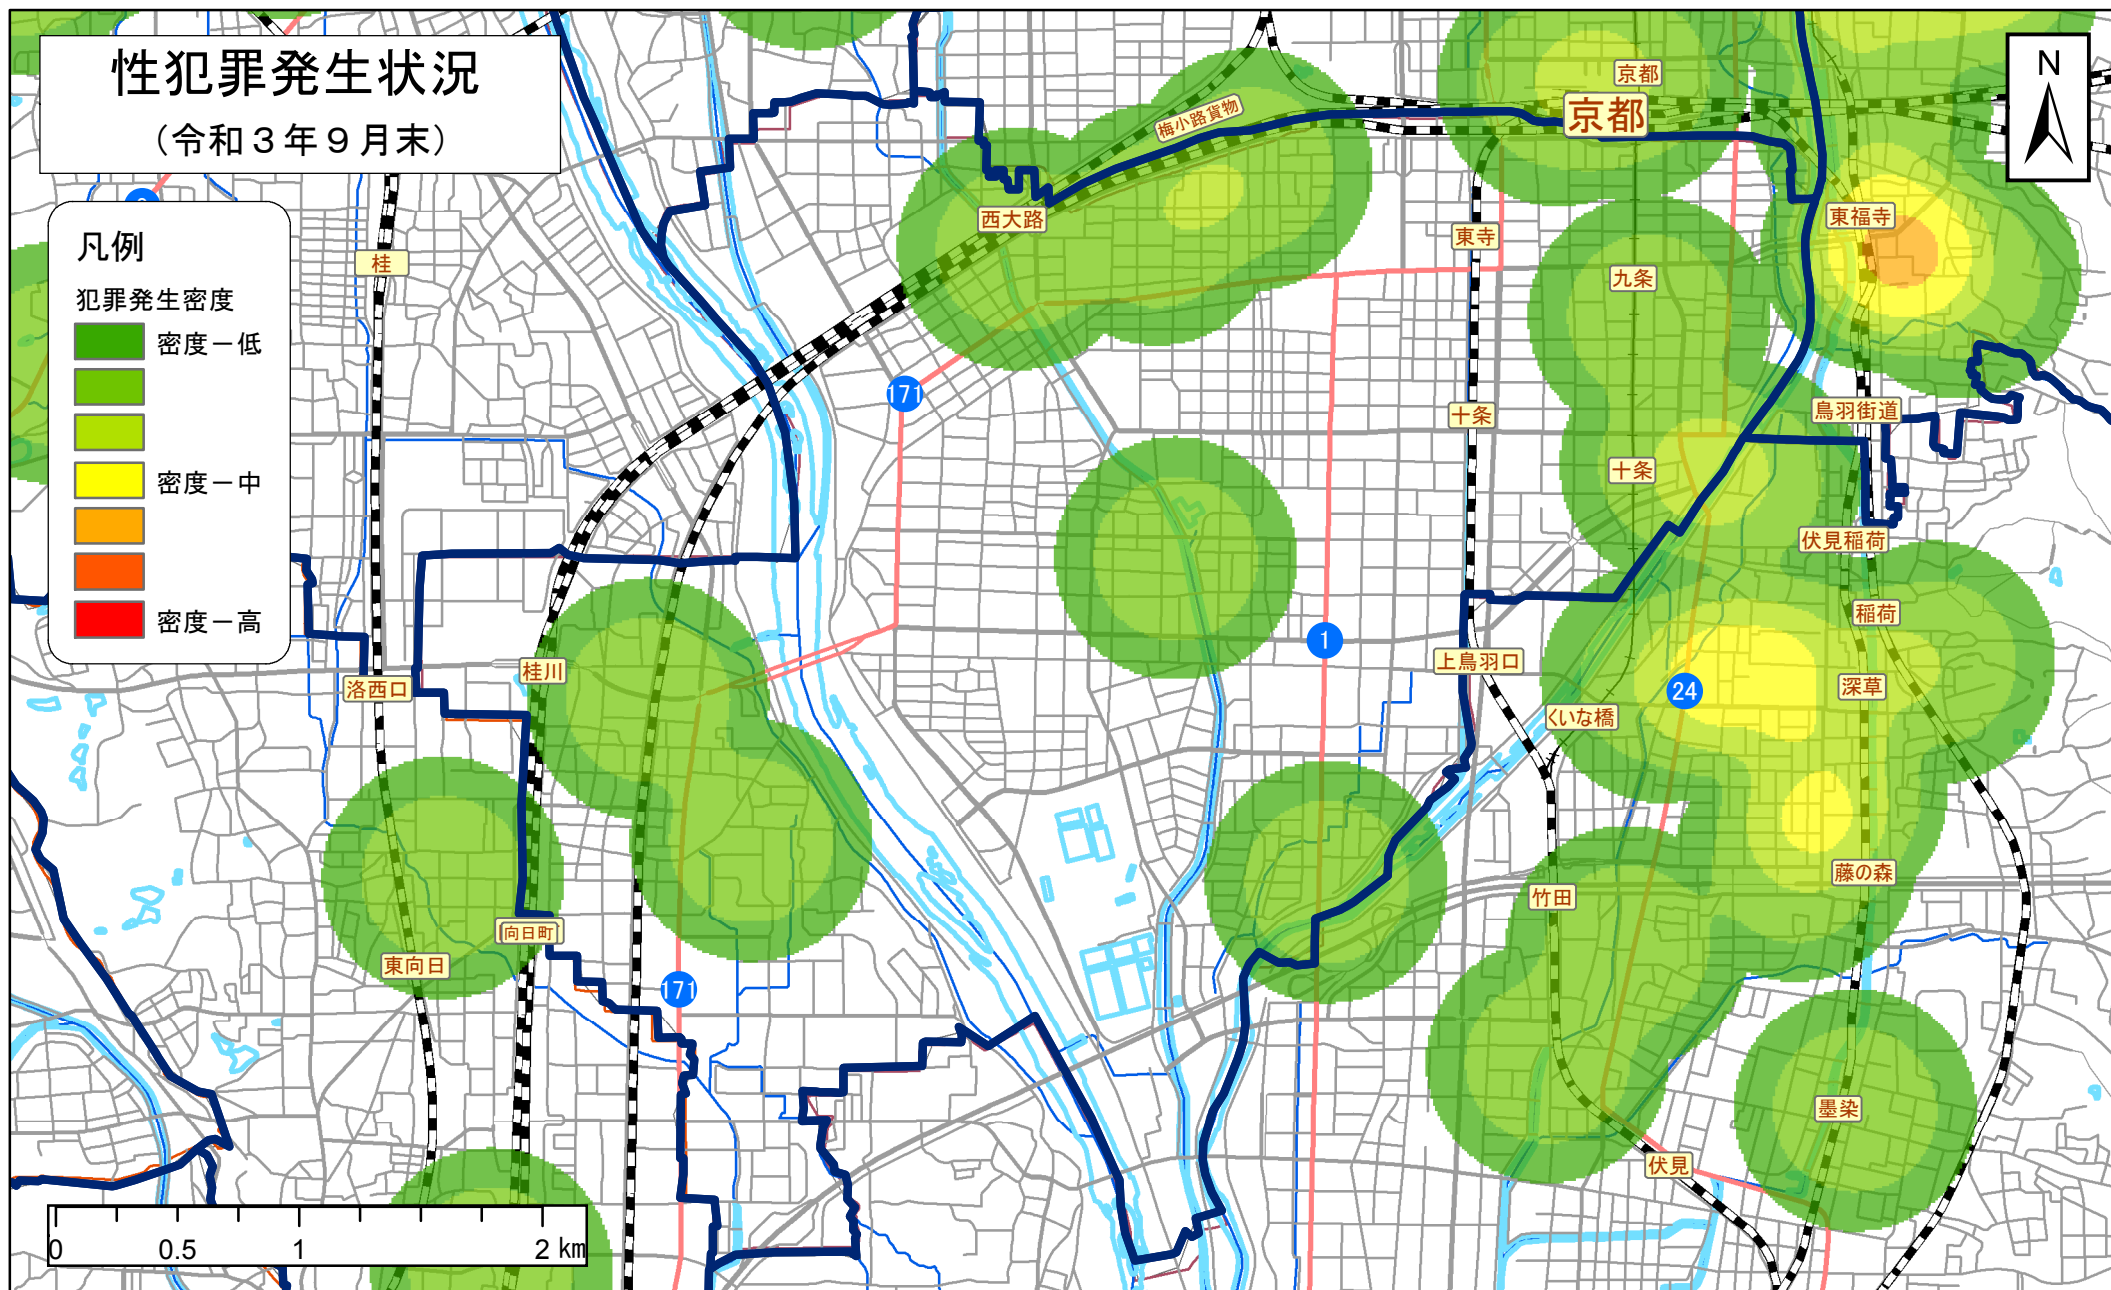 性犯罪発生状況
（令和３年９月末）
N
凡例
犯罪発生密度
密度－低
密度－中
密度－高
京都
京都
梅小路貨物
西大路
東寺
東福寺
九条
桂
171
十条
鳥羽街道
十条
伏見稲荷
稲荷
1
上鳥羽口
桂川
洛西口
24
深草
くいな橋
藤の森
竹田
向日町
東向日
171
墨染
伏見
0 0.5 1 2 km